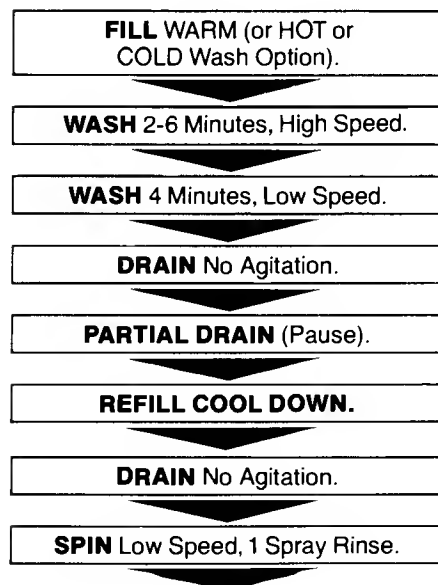 FILL WARM (or HOT or
COLD Wash Option).
WASH 2-6 Minutes, High Speed.
WASH 4 Minutes, Low Speed.
DRAIN No Agitation.
PARTIAL DRAIN (Pause).
REFILL COOL DOWN.
DRAIN No Agitation.
SPIN Low Speed, 1 Spray Rinse.